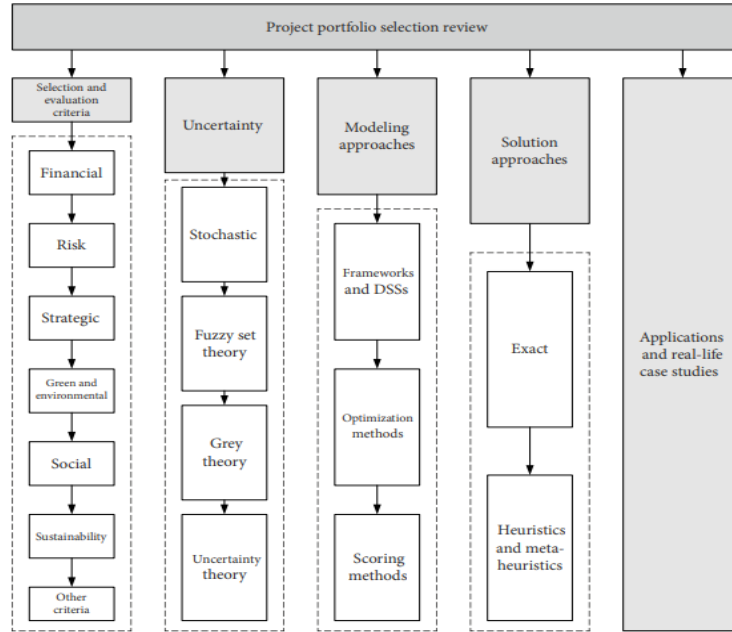 Project portfolio selection review
Selection and
evaluation
criteria
Financial
Risk
Strategic
Green and
environmental
Social
Sustainability
Other
criteria
Uncertainty
Stochastic
Fuzzy set
theory
Grey
theory
Uncertainty
theory
Modeling
approaches
Frameworks
and DSSs
Optimization
methods
Scoring
methods
Solution
approaches
Exact
Heuristics
and meta-
heuristics
Applications
and real-life
case studies